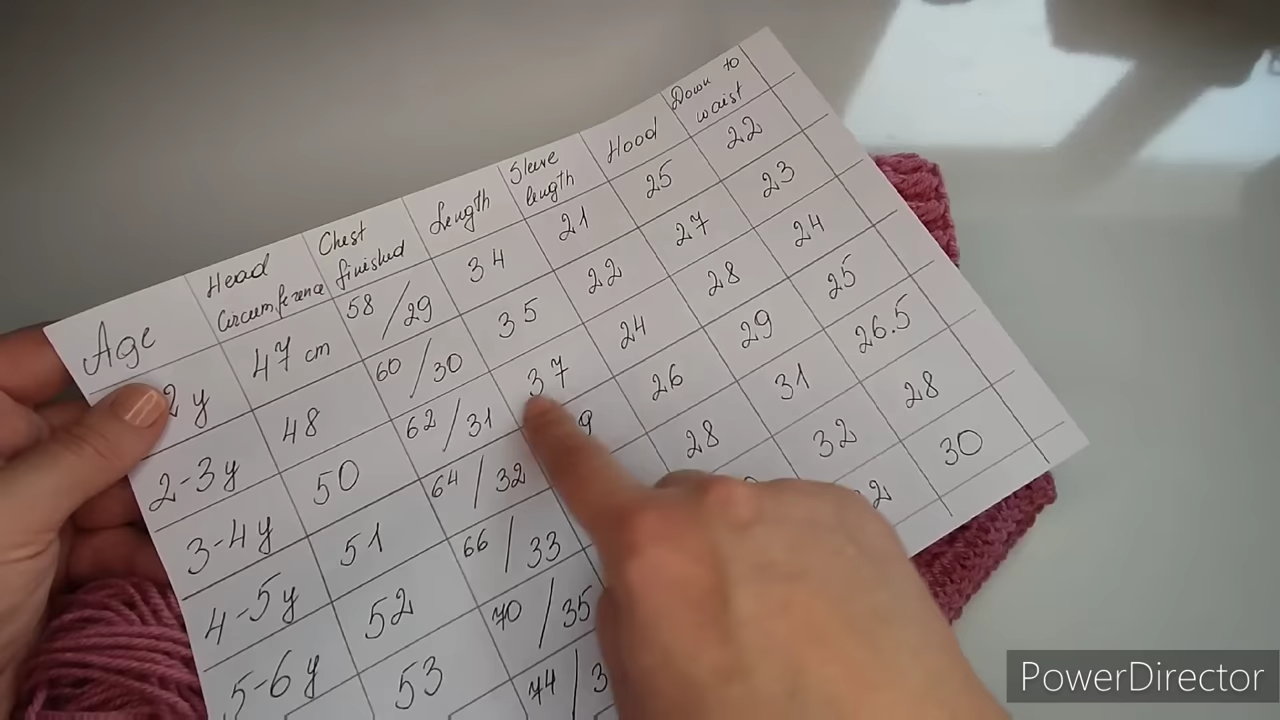 Age Head Circumference Chest finished Length Sleeve length Hood Down to waist
2y 47 cm 58/29 34 21 25 22
2-3y 48 60/30 35 22 27 23
3-4y 50 62/31 37 24 28 24
4-5y 51 64/32 9 26 29 25
5-6y 52 66/33 28 31 26.5
53 70/35 32 28
74/3 30
PowerDirector